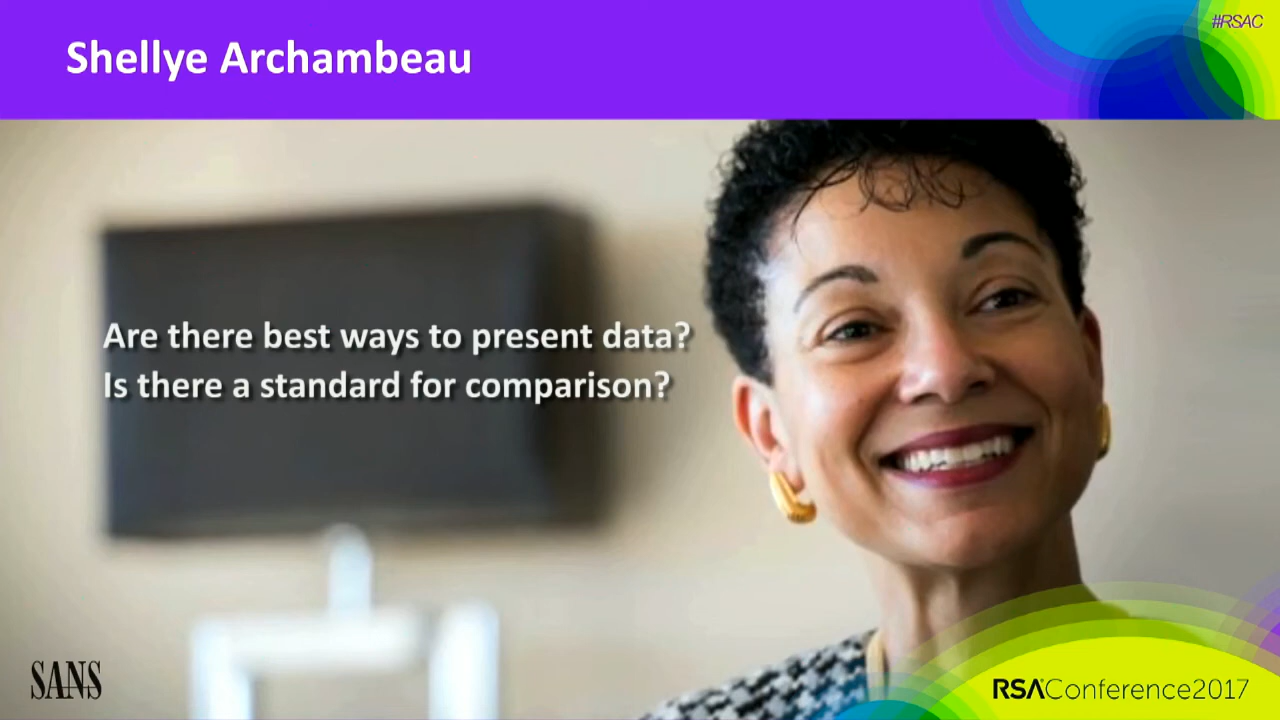 Shellye Archambeau
#RSAC
Are there best ways to present data?
Is there a standard for comparison?
SANS
RSAConference2017